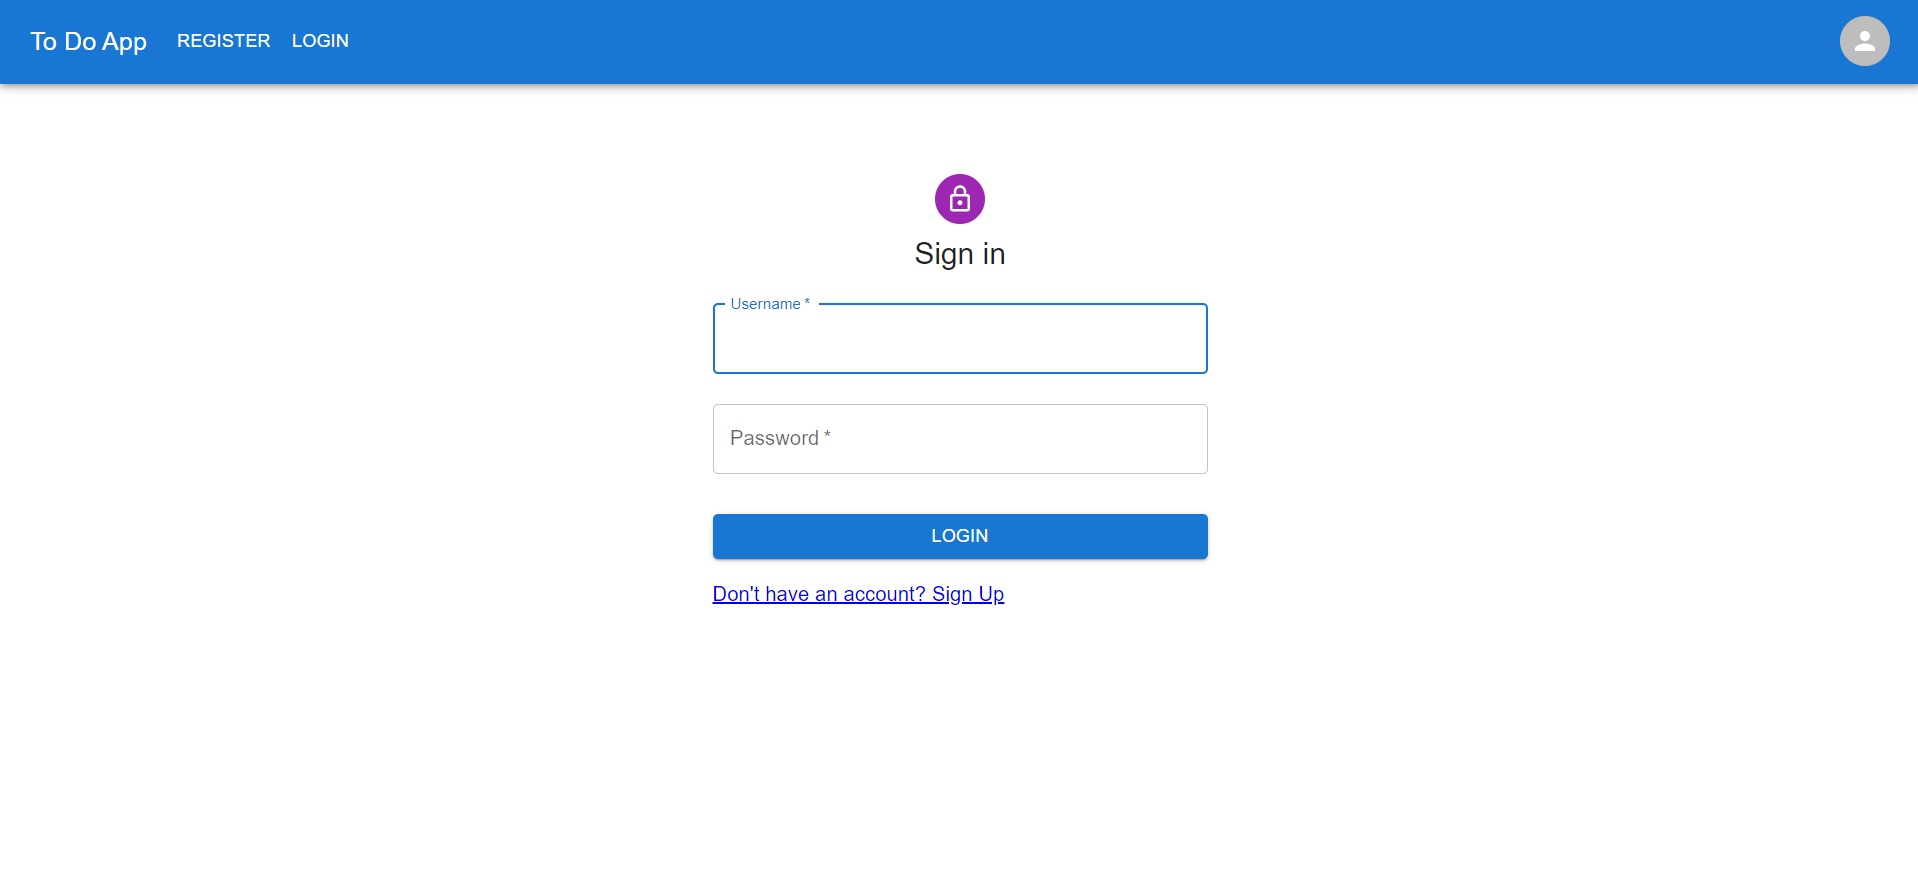 To Do App REGISTER LOGIN
Sign in
Username *
Password *
LOGIN
Don't have an account? Sign Up